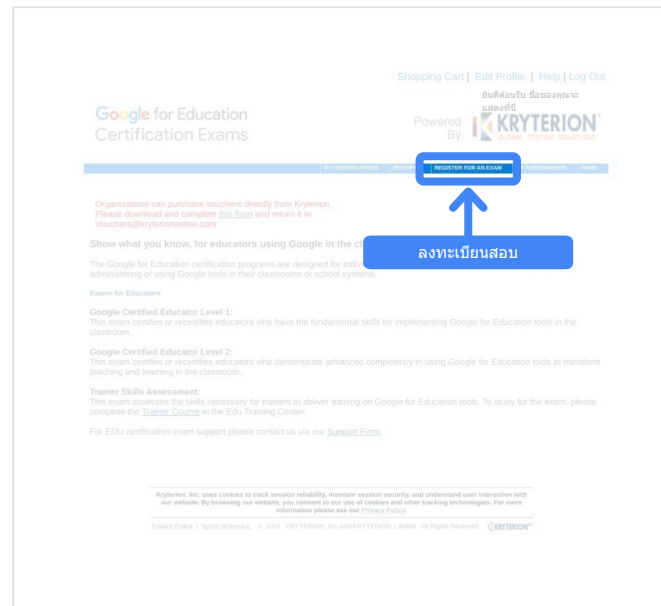 Shopping Cart | Edit Profile | Help | Log Out
ยินดีต้อนรับ ชื่อของคุณจะ
แสดงที่นี่
Google for Education
Certification Exams
Powered
By
KRYTERION
GLOBAL TESTING SOLUTIONS
MY CERTIFICATIONS | RECEIPTS | REGISTER FOR AN EXAM | ASSESSMENTS | HOME
Organizations can purchase vouchers directly from Kryterion.
Please download and complete this form and return it to
Vouchers@kryteriononline.com .
Show what you know, for educators using Google in the cl
ลงทะเบียนสอบ
The Google for Education certification programs are designed for indivi
administering or using Google tools in their classrooms or school systems.
Exams for Educators
Google Certified Educator Level 1:
This exam certifies or recertifies educators who have the fundamental skills for implementing Google for Education tools in the
classroom.
Google Certified Educator Level 2:
This exam certifies or recertifies educators who demonstrate advanced competency in using Google for Education tools to transform
teaching and learning in the classroom.
Trainer Skills Assessment:
This exam assesses the skills necessary for trainers to deliver training on Google for Education tools. To study for the exam, please
complete the Trainer Course in the Edu Training Center.
For EDU certification exam support please contact us via our Support Form
Kryterion, Inc. uses cookies to track session reliability, maintain session security, and understand user interaction with
our website. By browsing our website, you consent to our use of cookies and other tracking technologies. For more
information please see our Privacy Policy.
Privacy Policy | Terms of Service © 2021 KRYTERION, Inc. and KRYTERION, Limited - All Rights Reserved KRYTERION